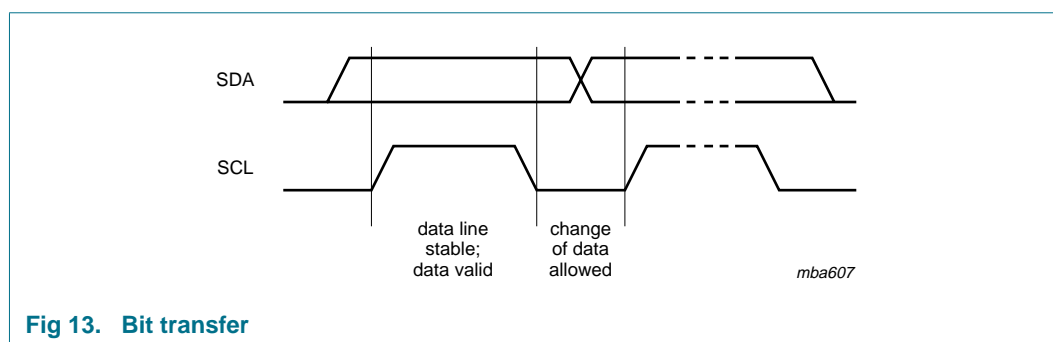 SDA
SCL
data line
stable;
data valid
change
of data
allowed
mba607
Fig 13. Bit transfer